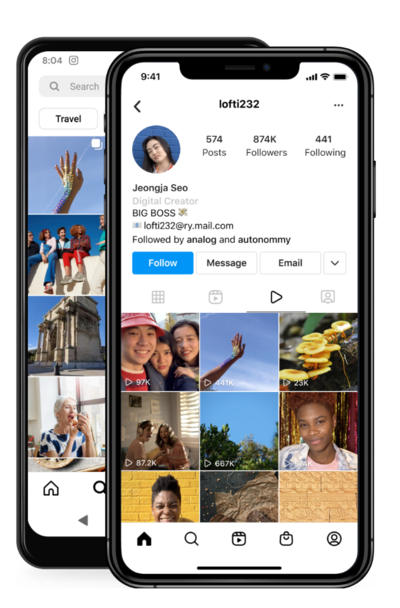 8:04
Search
Travel
9:41
lofti232
574 874K 441
Posts Followers Following
Jeongja Seo
Digital Creator
BIG BOSS
lofti232@ry.mail.com
Followed by analog and autonommy
Follow Message Email
97K 441K 23K
87.2K 667K